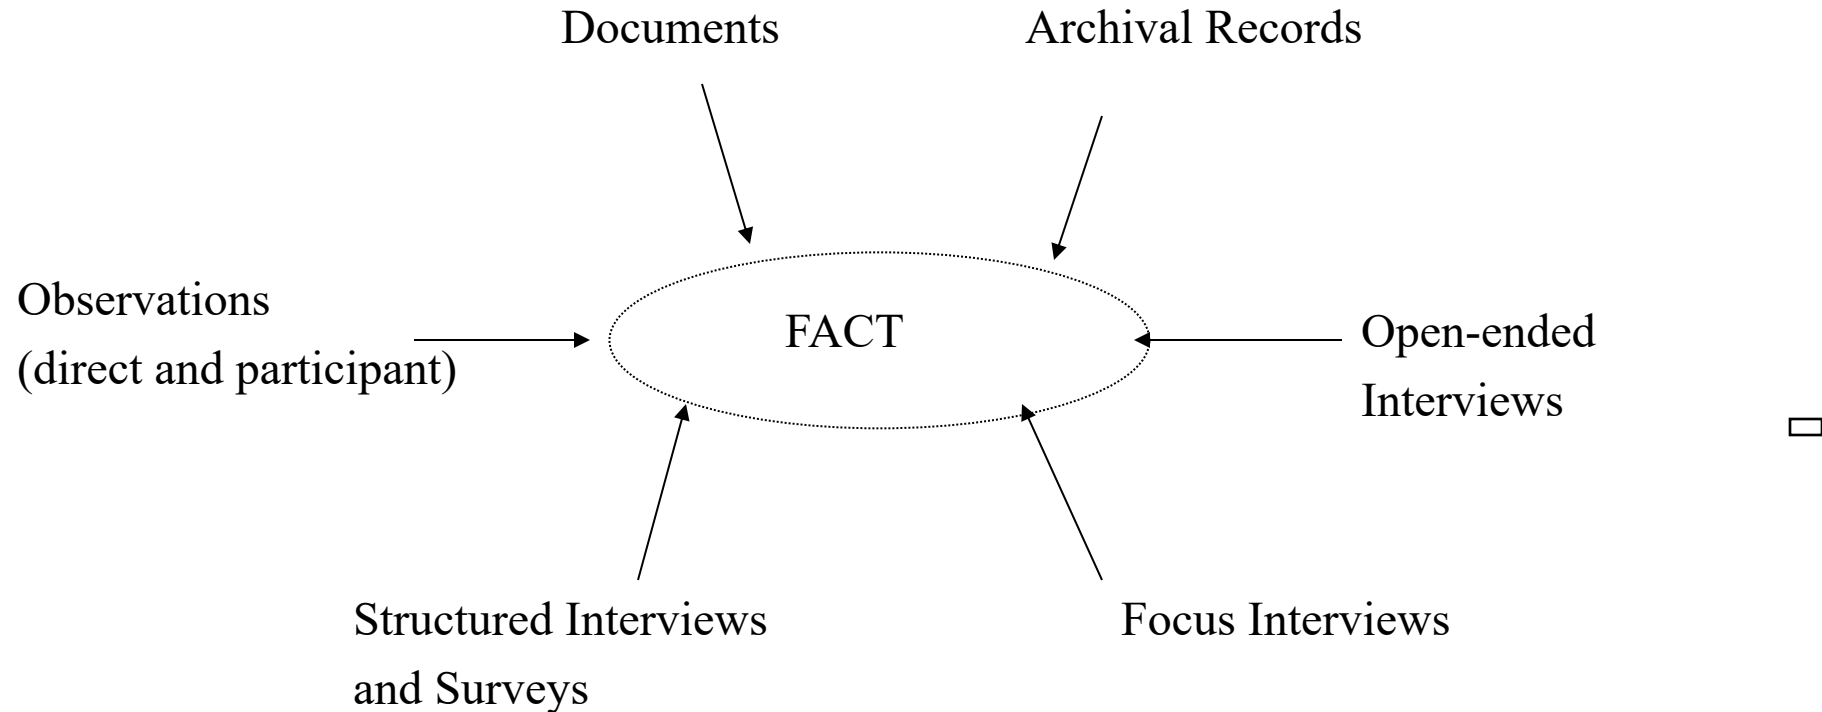 Documents
Archival Records
Observations
(direct and participant)
FACT
Open-ended
Interviews
Structured Interviews
and Surveys
Focus Interviews